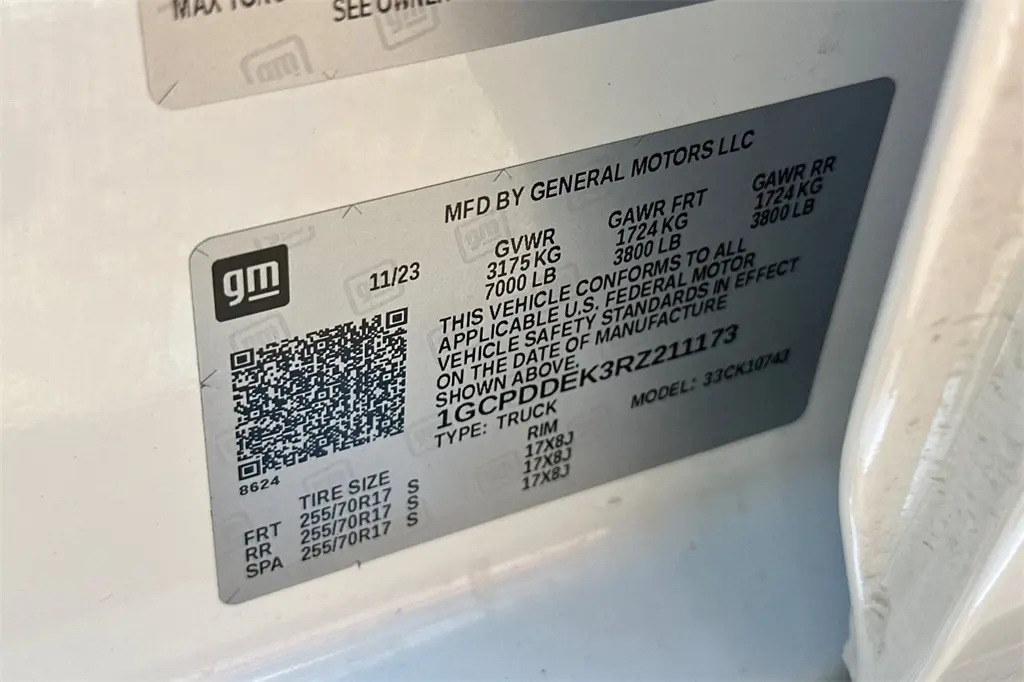 MAX
SEE OWNER
gm
gm
MFD BY GENERAL MOTORS LLC
gm
11/23
GVWR GAWR FRT GAWR RR
3175 KG 1724 KG 1724 KG
7000 LB 3800 LB 3800 LB
THIS VEHICLE CONFORMS TO ALL
APPLICABLE U.S. FEDERAL MOTOR
VEHICLE SAFETY STANDARDS IN EFFECT
ON THE DATE OF MANUFACTURE
SHOWN ABOVE.
1GCPDDEK3RZ211173
TYPE: TRUCK MODEL: 33CK10743
8624
TIRE SIZE RIM
FRT 255/70R17 S 17X8J
RR 255/70R17 S 17X8J
SPA 255/70R17 S 17X8J